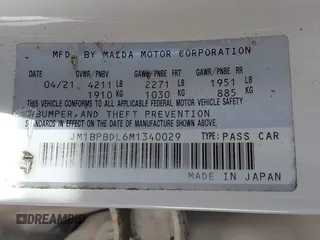 MFD. BY MAZDA MOTOR CORPORATION
GVWR/PNBV GAWR/PNBE FRT GAWR/PNBE RR
04/21 4211 LB 2271 LB 1951 LB
1910 KG 1030 KG 885 KG
THIS VEHICLE CONFORMS TO ALL APPLICABLE FEDERAL MOTOR VEHICLE SAFETY,
BUMPER, AND THEFT PREVENTION
STANDARDS IN EFFECT ON THE DATE OF MANUFACTURE SHOWN ABOVE.
JM1BPBDL6M1340029 TYPE: PASS CAR
MADE IN JAPAN
DREAMBID